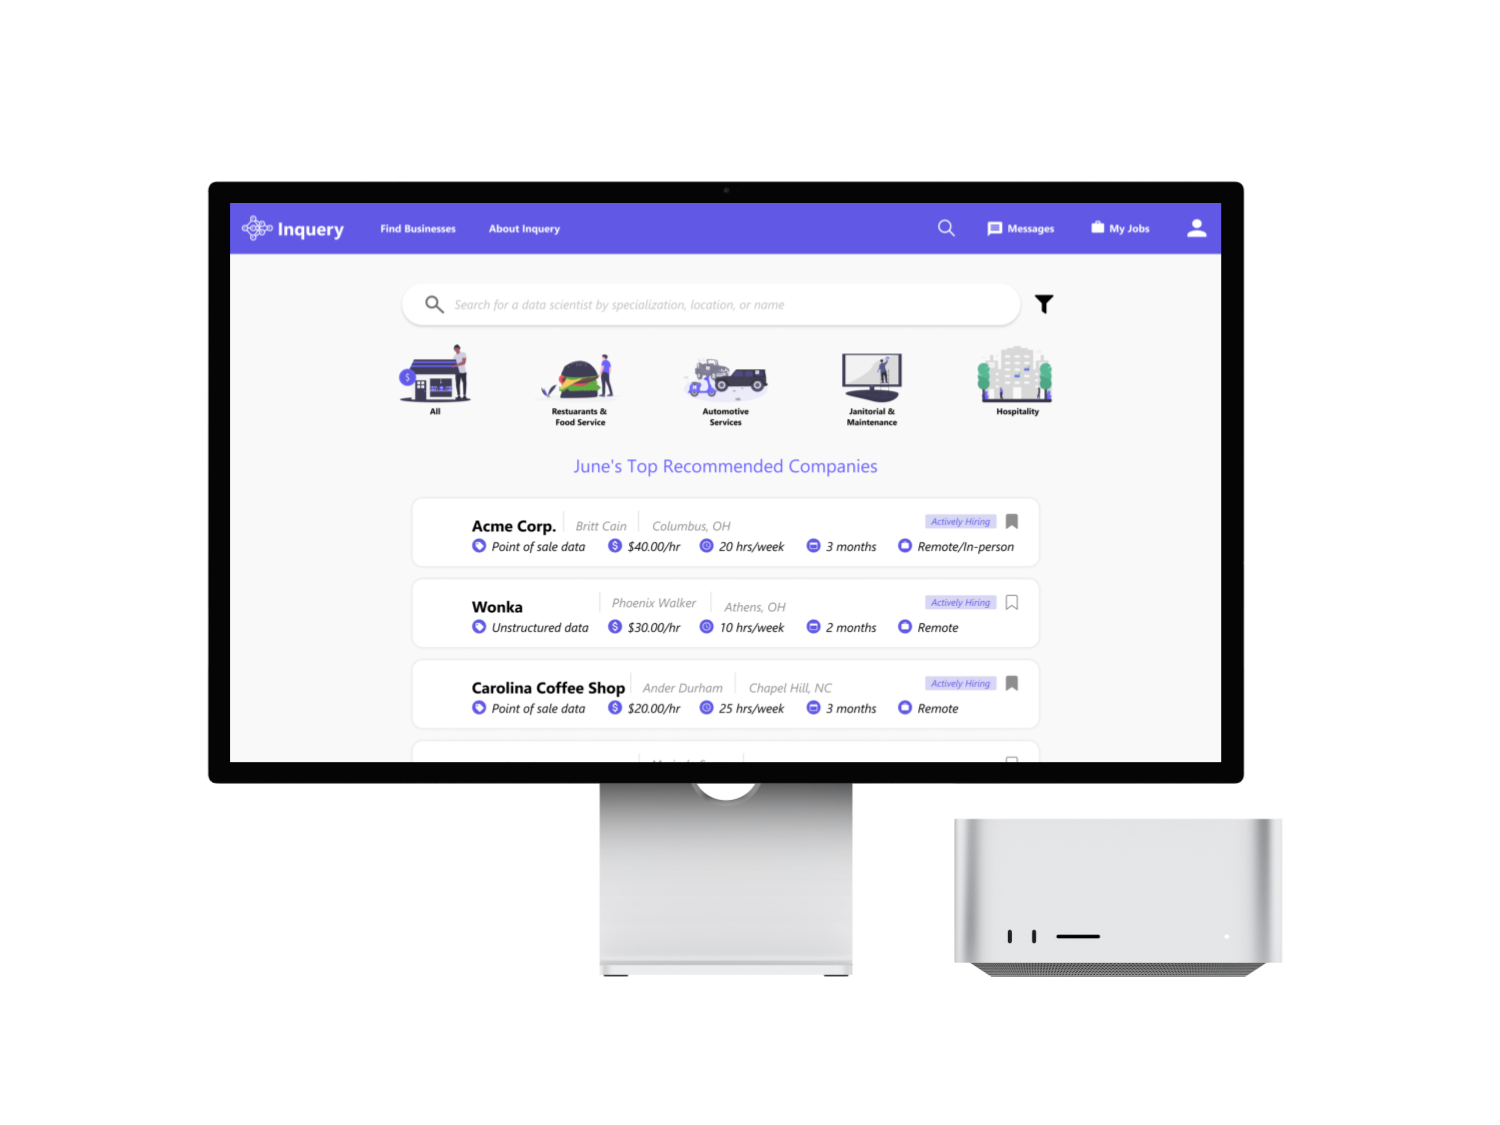 Inquery Find Businesses About Inquery Messages My Jobs
Search for a data scientist by specialization, location, or name
$
All
Restuarants &
Food Service
Automotive
Services
Janitorial &
Maintenance
Hospitality
June's Top Recommended Companies
Acme Corp. Britt Cain Columbus, OH Actively Hiring
Point of sale data $ $40.00/hr 20 hrs/week 3 months Remote/In-person
Wonka Phoenix Walker Athens, OH Actively Hiring
Unstructured data $ $30.00/hr 10 hrs/week 2 months Remote
Carolina Coffee Shop Ander Durham Chapel Hill, NC Actively Hiring
Point of sale data $ $20.00/hr 25 hrs/week 3 months Remote